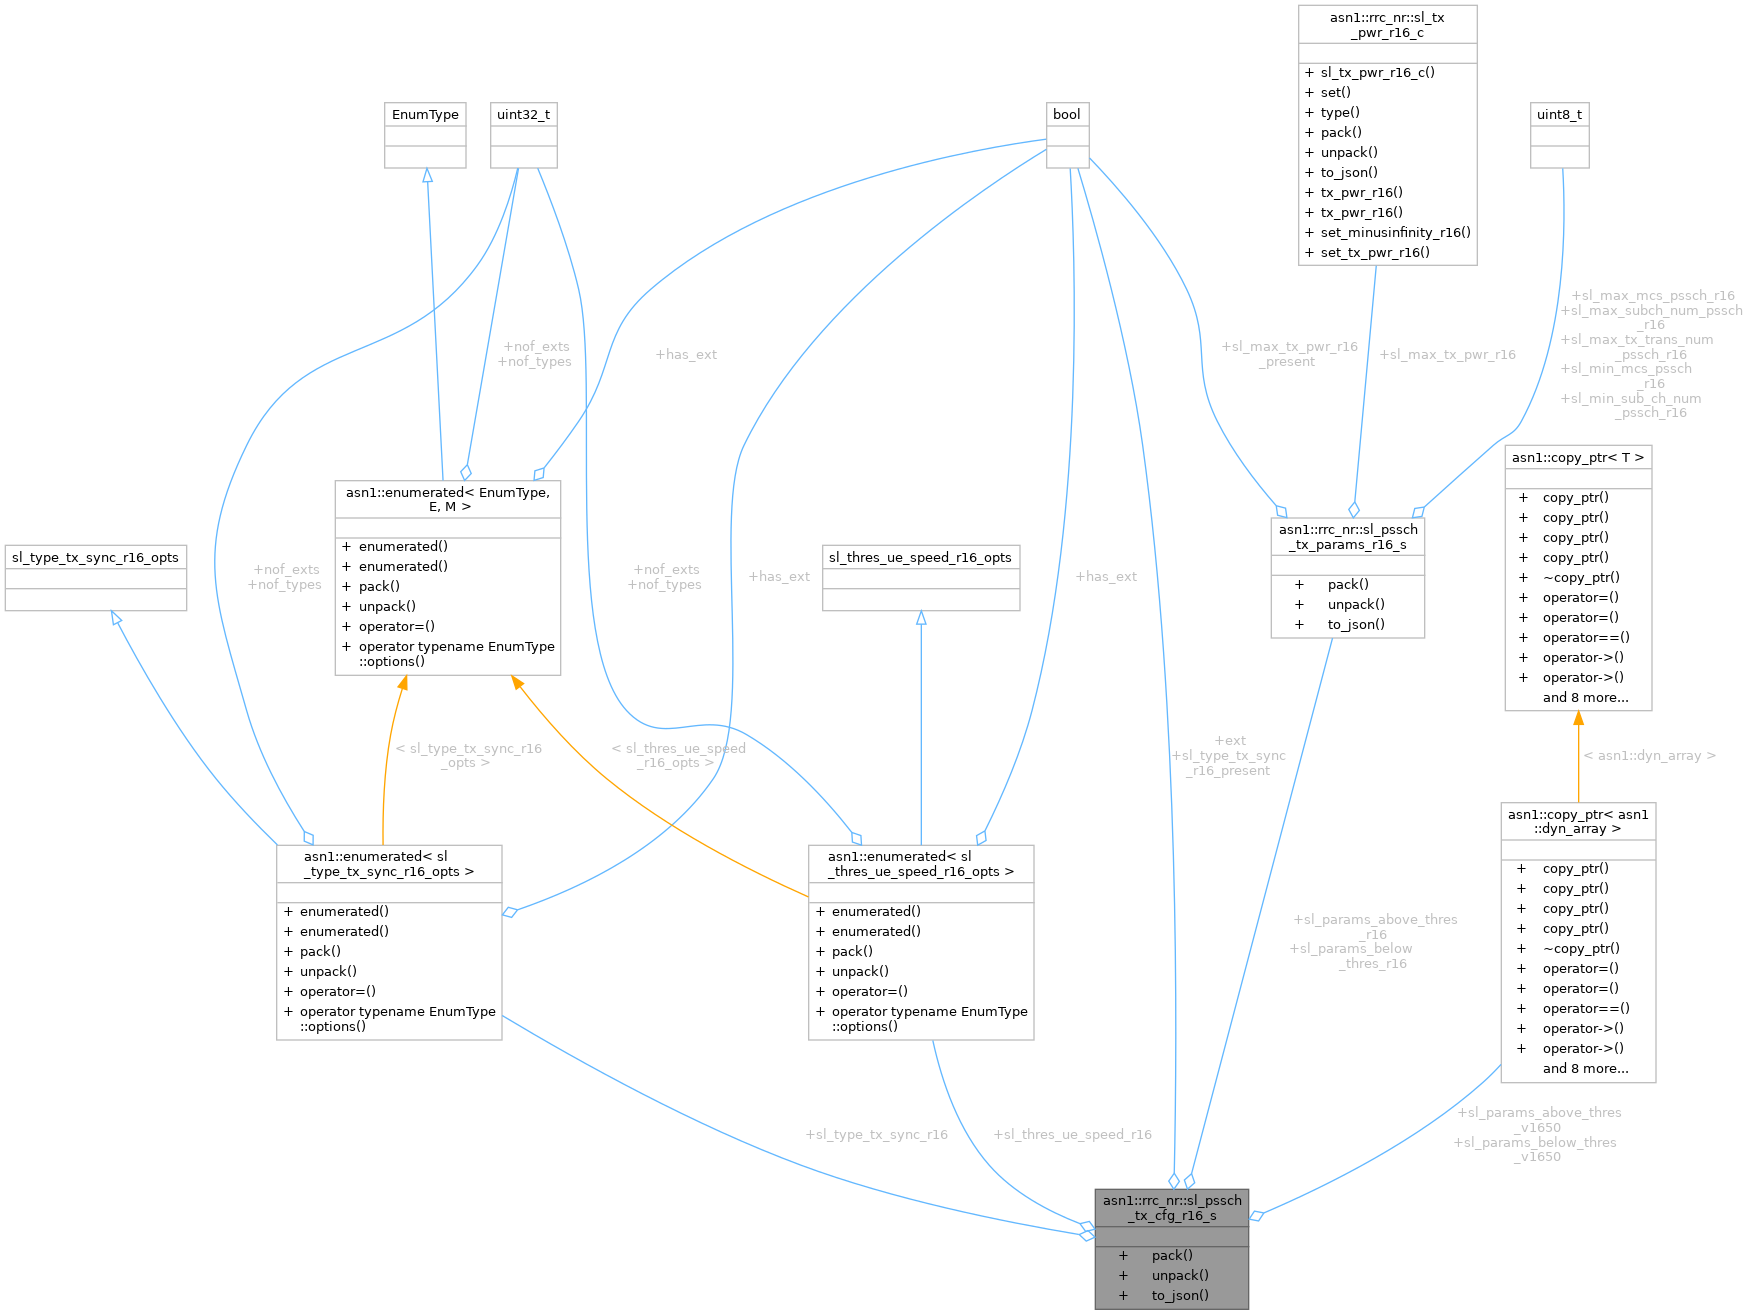 asn1::rrc_nr::sl_tx
_pwr_r16_c
+ sl_tx_pwr_r16_c()
+ set()
+ type()
+ pack()
+ unpack()
+ to_json()
+ tx_pwr_r16()
+ tx_pwr_r16()
+ set_minusinfinity_r16()
+ set_tx_pwr_r16()
EnumType
uint32_t
bool
uint8_t
+sl_max_mcs_pssch_r16
+sl_max_subch_num_pssch
_r16
+sl_max_tx_trans_num
_pssch_r16
+sl_min_mcs_pssch
_r16
+sl_min_sub_ch_num
_pssch_r16
+nof_exts
+nof_types
+has_ext
+sl_max_tx_pwr_r16
_present
+sl_max_tx_pwr_r16
asn1::copy_ptr< T >
+ copy_ptr()
+ copy_ptr()
+ copy_ptr()
+ copy_ptr()
+ ~copy_ptr()
+ operator=()
+ operator=()
+ operator==()
+ operator->()
+ operator->()
and 8 more...
asn1::enumerated< EnumType,
E, M >
+ enumerated()
+ enumerated()
+ pack()
+ unpack()
+ operator=()
+ operator typename EnumType
::options()
asn1::rrc_nr::sl_pssch
_tx_params_r16_s
+ pack()
+ unpack()
+ to_json()
sl_type_tx_sync_r16_opts
+nof_exts
+nof_types
+nof_exts
+nof_types
+has_ext
sl_thres_ue_speed_r16_opts
+has_ext
< sl_type_tx_sync_r16
_opts >
< sl_thres_ue_speed
_r16_opts >
+ext
+sl_type_tx_sync
_r16_present
< asn1::dyn_array >
asn1::enumerated< sl
_type_tx_sync_r16_opts >
+ enumerated()
+ enumerated()
+ pack()
+ unpack()
+ operator=()
+ operator typename EnumType
::options()
asn1::enumerated< sl
_thres_ue_speed_r16_opts >
+ enumerated()
+ enumerated()
+ pack()
+ unpack()
+ operator=()
+ operator typename EnumType
::options()
+sl_params_above_thres
_r16
+sl_params_below
_thres_r16
asn1::copy_ptr< asn1
::dyn_array >
+ copy_ptr()
+ copy_ptr()
+ copy_ptr()
+ copy_ptr()
+ ~copy_ptr()
+ operator=()
+ operator=()
+ operator==()
+ operator->()
+ operator->()
and 8 more...
+sl_type_tx_sync_r16
+sl_thres_ue_speed_r16
+sl_params_above_thres
_v1650
+sl_params_below_thres
_v1650
asn1::rrc_nr::sl_pssch
_tx_cfg_r16_s
+ pack()
+ unpack()
+ to_json()